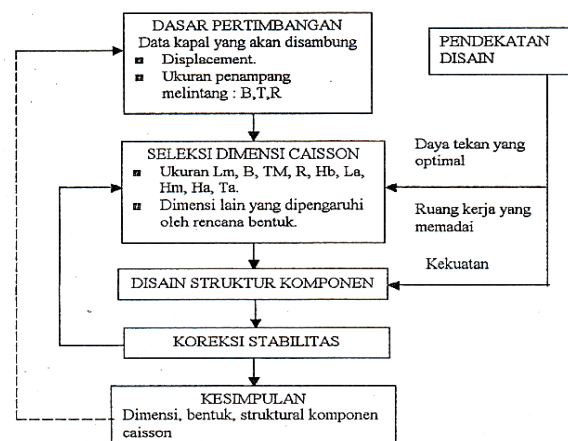 DASAR PERTIMBANGAN
Data kapal yang akan disambung
Displacement.
Ukuran penampang
melintang : B,T,R
PENDEKATAN
DISAIN
SELEKSI DIMENSI CAISSON
Ukuran Lm, B, TM, R, Hb, La,
Hm, Ha, Ta.
Dimensi lain yang dipengaruhi
oleh rencana bentuk.
Daya tekan yang
optimal
Ruang kerja yang
memadai
Kekuatan
DISAIN STRUKTUR KOMPONEN
KOREKSI STABILITAS
KESIMPULAN
Dimensi, bentuk, struktural komponen
caisson